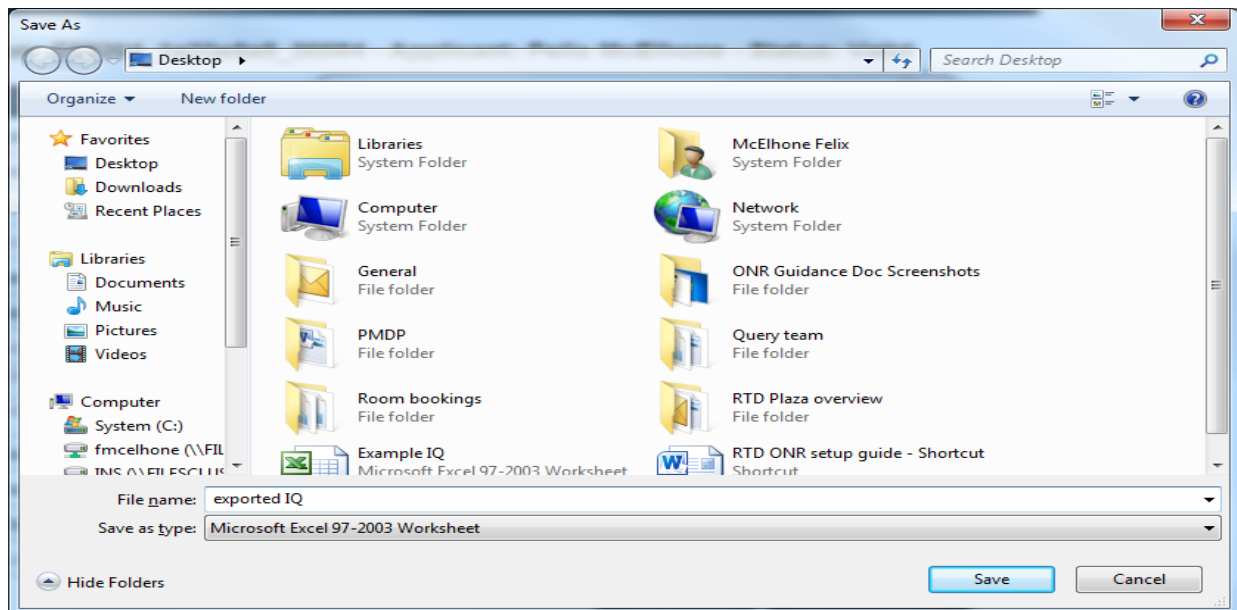 Save As
Desktop
Search Desktop
Organize
New folder
Favorites
Desktop
Downloads
Recent Places
Libraries
Documents
Music
Pictures
Videos
Computer
System (C:)
fmcelhone (\\FIL
Libraries
System Folder
McElhone Felix
System Folder
Computer
System Folder
Network
System Folder
General
File folder
ONR Guidance Doc Screenshots
File folder
PMDP
File folder
Query team
File folder
Room bookings
File folder
RTD Plaza overview
File folder
Example IQ
Microsoft Excel 97-2003 Worksheet
RTD ONR setup guide - Shortcut
Shortcut
File name: exported IQ
Save as type: Microsoft Excel 97-2003 Worksheet
Hide Folders
Save
Cancel